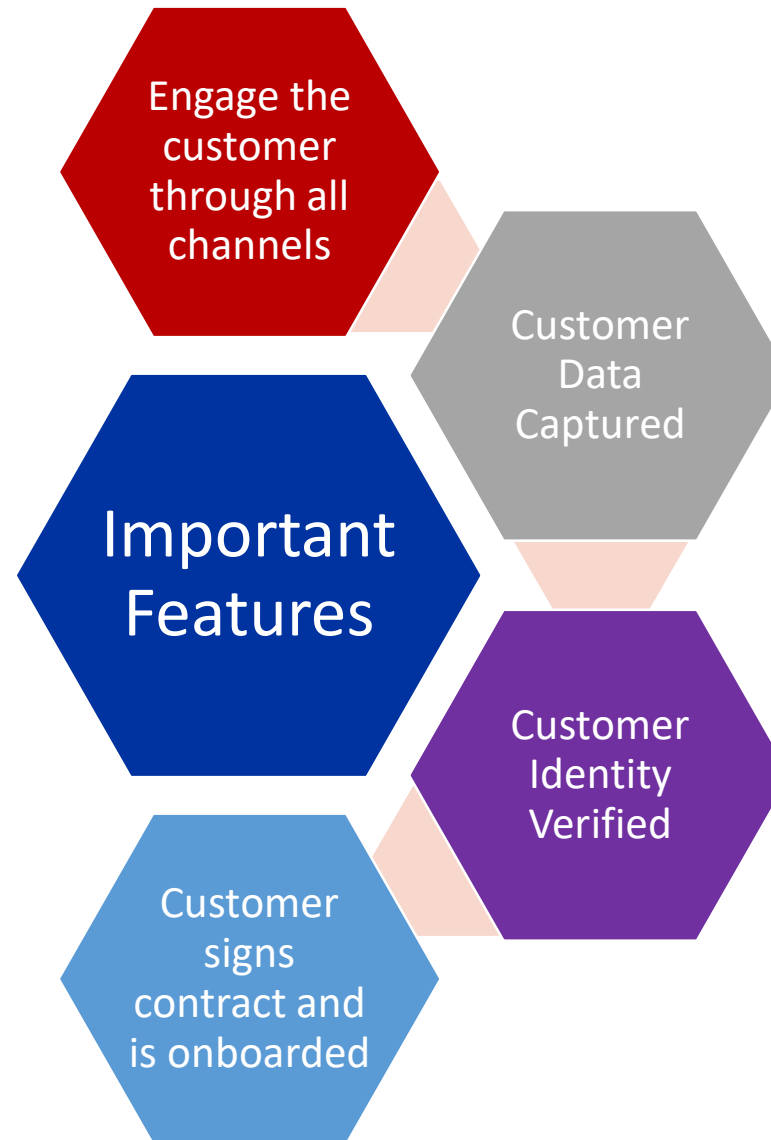 Engage the
customer
through all
channels
Customer
Data
Captured
Important
Features
Customer
Identity
Verified
Customer
signs
contract and
is onboarded